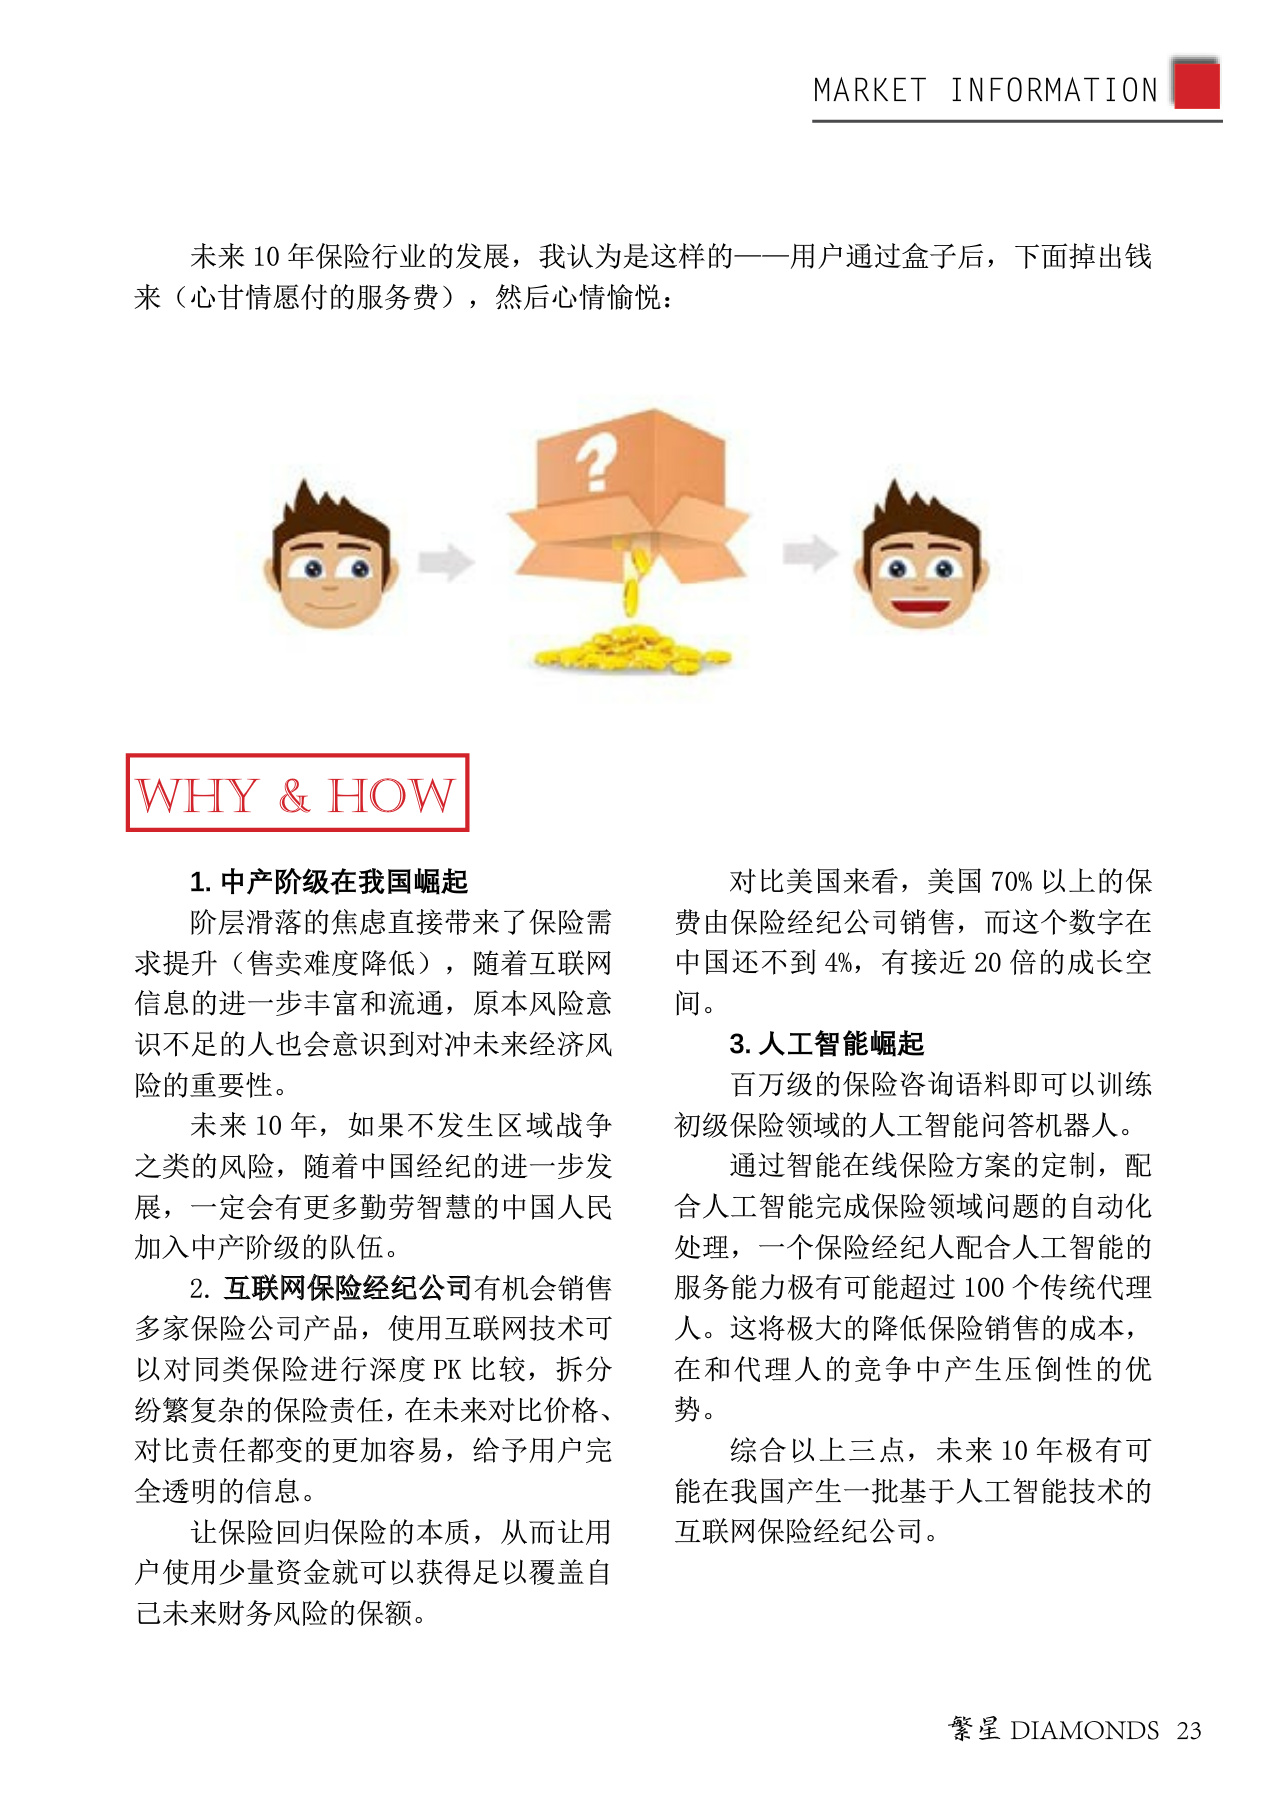 MARKET INFORMATION
未来 10 年保险行业的发展，我认为是这样的——用户通过盒子后，下面掉出钱
来（心甘情愿付的服务费），然后心情愉悦：
?
WHY & HOW
1. 中产阶级在我国崛起
阶层滑落的焦虑直接带来了保险需
求提升（售卖难度降低），随着互联网
信息的进一步丰富和流通，原本风险意
识不足的人也会意识到对冲未来经济风
险的重要性。
未来 10 年，如果不发生区域战争
之类的风险，随着中国经纪的进一步发
展，一定会有更多勤劳智慧的中国人民
加入中产阶级的队伍。
2. 互联网保险经纪公司有机会销售
多家保险公司产品，使用互联网技术可
以对同类保险进行深度 PK 比较，拆分
纷繁复杂的保险责任，在未来对比价格、
对比责任都变的更加容易，给予用户完
全透明的信息。
让保险回归保险的本质，从而让用
户使用少量资金就可以获得足以覆盖自
己未来财务风险的保额。
对比美国来看，美国 70% 以上的保
费由保险经纪公司销售，而这个数字在
中国还不到 4%，有接近 20 倍的成长空
间。
3. 人工智能崛起
百万级的保险咨询语料即可以训练
初级保险领域的人工智能问答机器人。
通过智能在线保险方案的定制，配
合人工智能完成保险领域问题的自动化
处理，一个保险经纪人配合人工智能的
服务能力极有可能超过 100 个传统代理
人。这将极大的降低保险销售的成本，
在和代理人的竞争中产生压倒性的优
势。
综合以上三点，未来 10 年极有可
能在我国产生一批基于人工智能技术的
互联网保险经纪公司。
繁星 DIAMONDS 23